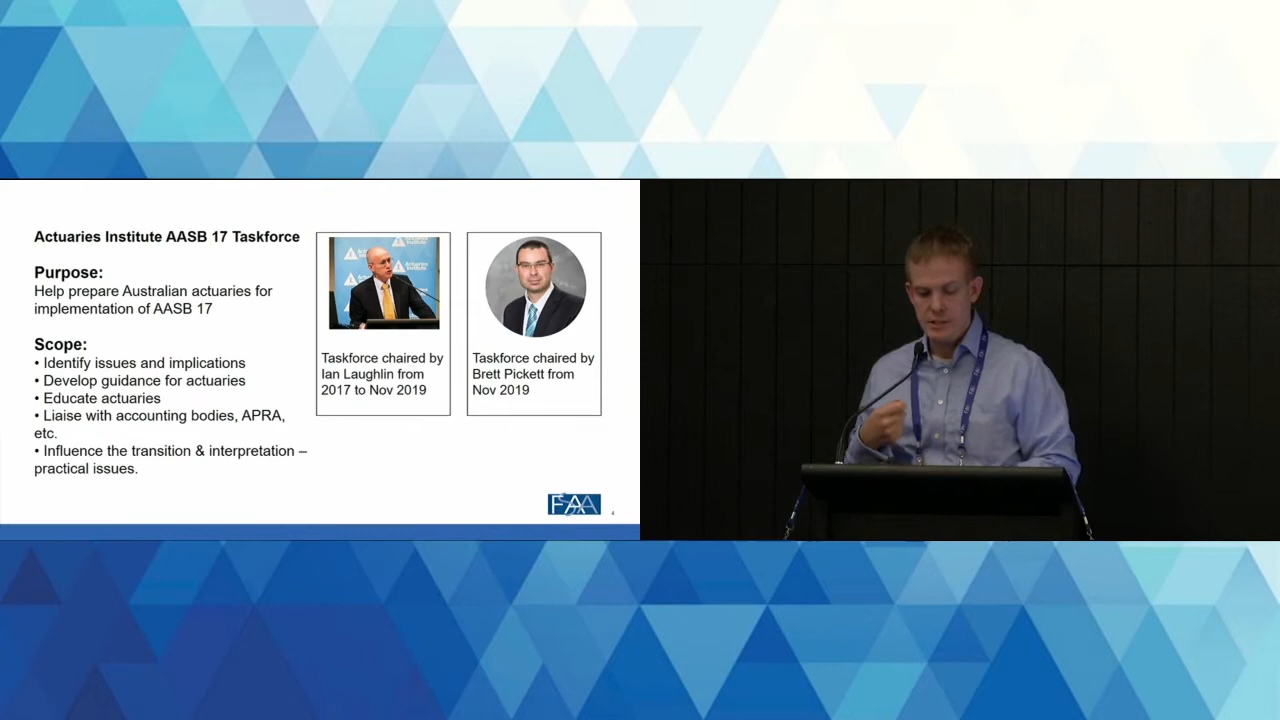 Actuaries Institute AASB 17 Taskforce
Purpose:
Help prepare Australian actuaries for
implementation of AASB 17
Scope:
• Identify issues and implications
• Develop guidance for actuaries
• Educate actuaries
• Liaise with accounting bodies, APRA,
etc.
• Influence the transition & interpretation –
practical issues.
Taskforce chaired by
Ian Laughlin from
2017 to Nov 2019
Taskforce chaired by
Brett Pickett from
Nov 2019
4